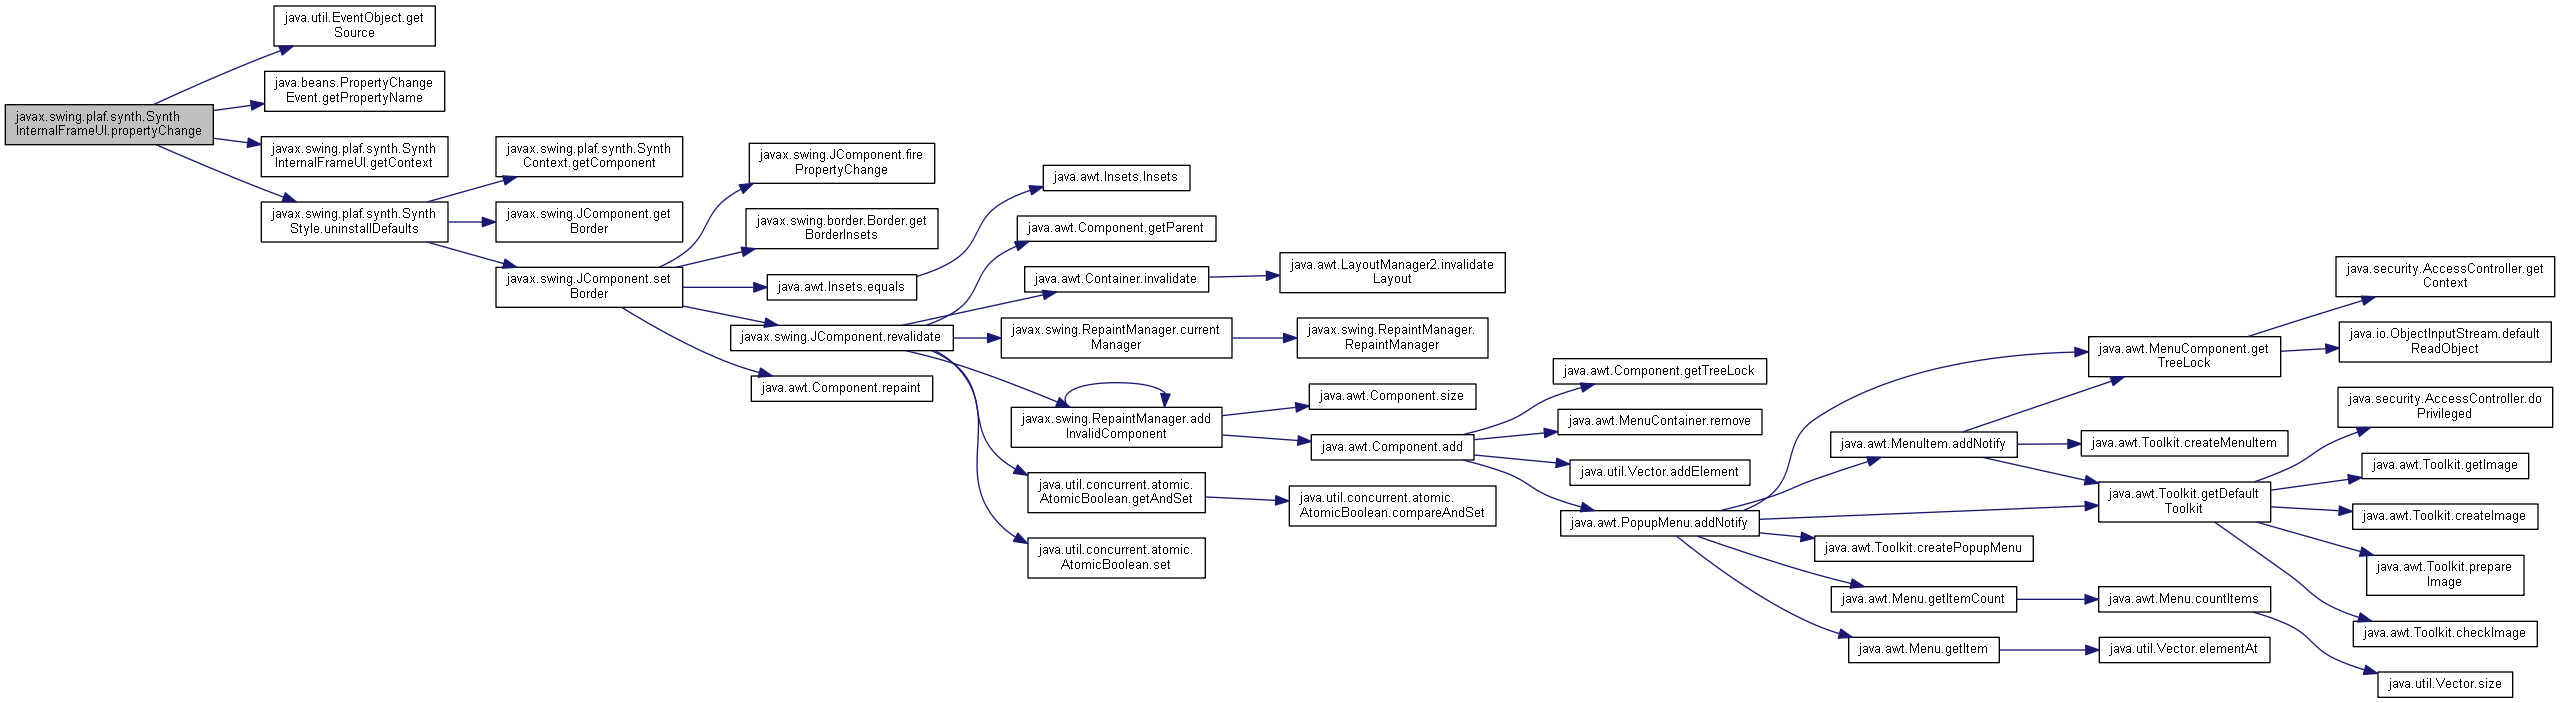 java.util.EventObject.get
Source
java.beans.PropertyChange
Event.getPropertyName
javax.swing.plaf.synth.Synth
InternalFrameUI.propertyChange
javax.swing.plaf.synth.Synth
InternalFrameUI.getContext
javax.swing.plaf.synth.Synth
Style.uninstallDefaults
javax.swing.plaf.synth.Synth
Context.getComponent
javax.swing.JComponent.get
Border
javax.swing.JComponent.set
Border
javax.swing.JComponent.fire
PropertyChange
javax.swing.border.Border.get
BorderInsets
java.awt.Insets.equals
javax.swing.JComponent.revalidate
java.awt.Component.repaint
java.awt.Insets.Insets
java.awt.Component.getParent
java.awt.Container.invalidate
javax.swing.RepaintManager.current
Manager
javax.swing.RepaintManager.add
InvalidComponent
java.util.concurrent.atomic.
AtomicBoolean.getAndSet
java.util.concurrent.atomic.
AtomicBoolean.set
java.awt.LayoutManager2.invalidate
Layout
javax.swing.RepaintManager.
RepaintManager
java.awt.Component.size
java.awt.Component.add
java.util.concurrent.atomic.
AtomicBoolean.compareAndSet
java.awt.Component.getTreeLock
java.awt.MenuContainer.remove
java.util.Vector.addElement
java.awt.PopupMenu.addNotify
java.awt.MenuItem.addNotify
java.awt.Toolkit.createPopupMenu
java.awt.Menu.getItemCount
java.awt.Menu.getItem
java.awt.MenuComponent.get
TreeLock
java.awt.Toolkit.createMenuItem
java.awt.Toolkit.getDefault
Toolkit
java.awt.Menu.countItems
java.util.Vector.elementAt
java.security.AccessController.get
Context
java.io.ObjectInputStream.default
ReadObject
java.security.AccessController.do
Privileged
java.awt.Toolkit.getImage
java.awt.Toolkit.createImage
java.awt.Toolkit.prepare
Image
java.awt.Toolkit.checkImage
java.util.Vector.size